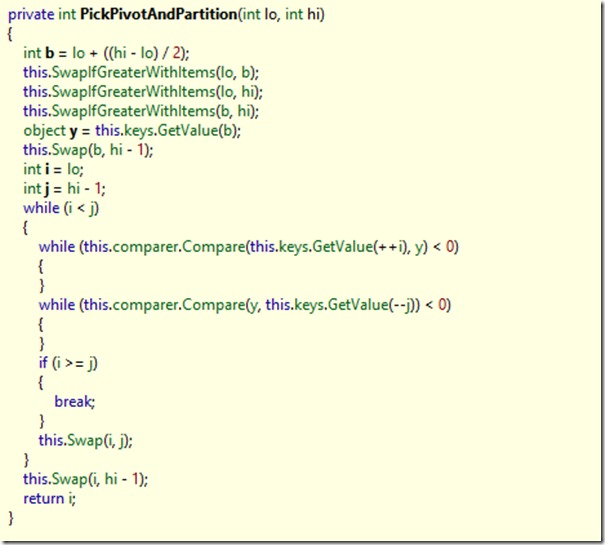 private int PickPivotAndPartition(int lo, int hi)
{
int b = lo + ((hi - lo) / 2);
this.SwapIfGreaterWithItems(lo, b);
this.SwapIfGreaterWithItems(lo, hi);
this.SwapIfGreaterWithItems(b, hi);
object y = this.keys.GetValue(b);
this.Swap(b, hi - 1);
int i = lo;
int j = hi - 1;
while (i < j)
{
while (this.comparer.Compare(this.keys.GetValue(++i), y) < 0)
{
}
while (this.comparer.Compare(y, this.keys.GetValue(--j)) < 0)
{
}
if (i >= j)
{
break;
}
this.Swap(i, j);
}
this.Swap(i, hi - 1);
return i;
}